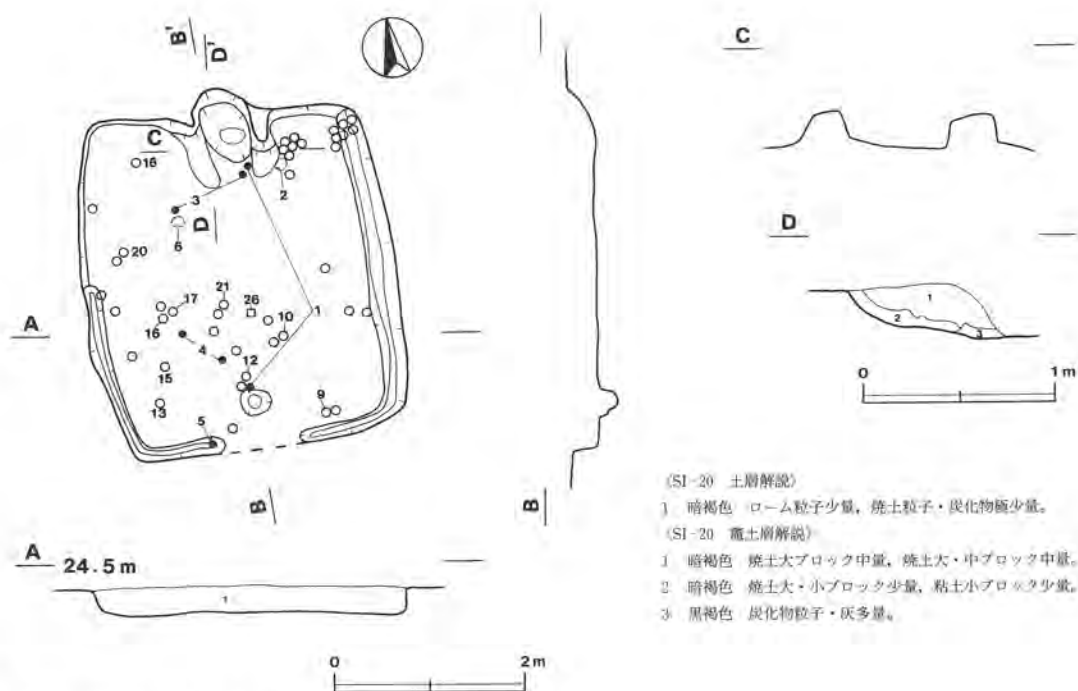 B'
D'
C
C
16
3
2
D
6
20
D
1
2
3
17
21
26
16
10
1
A
4
12
15
13
9
5
0 1m
B
B
A 24.5m
1
0 2m
《SI-20 土層解説》
1 暗褐色 ローム粒子少量，焼土粒子・炭化物極少量。
《SI-20 竈土層解説》
1 暗褐色 焼土大ブロック中量，焼土大・中ブロック中量。
2 暗褐色 焼土大・小ブロック少量，粘土小ブロック少量。
3 黒褐色 炭化物粒子・灰多量。